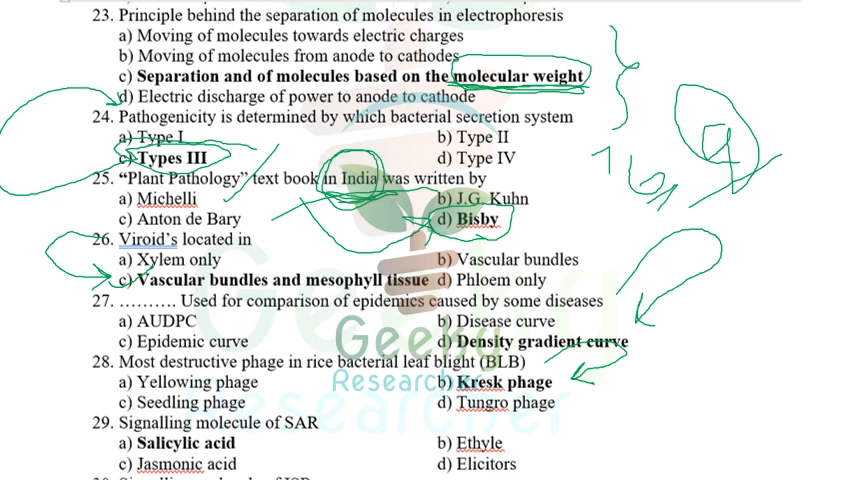 23. Principle behind the separation of molecules in electrophoresis
a) Moving of molecules towards electric charges
b) Moving of molecules from anode to cathodes
c) Separation and of molecules based on the molecular weight
d) Electric discharge of power to anode to cathode
24. Pathogenicity is determined by which bacterial secretion system
a) Type I b) Type II
c) Types III d) Type IV
25. “Plant Pathology” text book in India was written by
a) Michelli b) J.G. Kuhn
c) Anton de Bary d) Bisby
26. Viroid’s located in
a) Xylem only b) Vascular bundles
c) Vascular bundles and mesophyll tissue d) Phloem only
27. ………. Used for comparison of epidemics caused by some diseases
a) AUDPC b) Disease curve
c) Epidemic curve d) Density gradient curve
28. Most destructive phage in rice bacterial leaf blight (BLB)
a) Yellowing phage b) Kresk phage
c) Seedling phage d) Tungro phage
29. Signalling molecule of SAR
a) Salicylic acid b) Ethyle
c) Jasmonic acid d) Elicitors
Geeky
Researcher